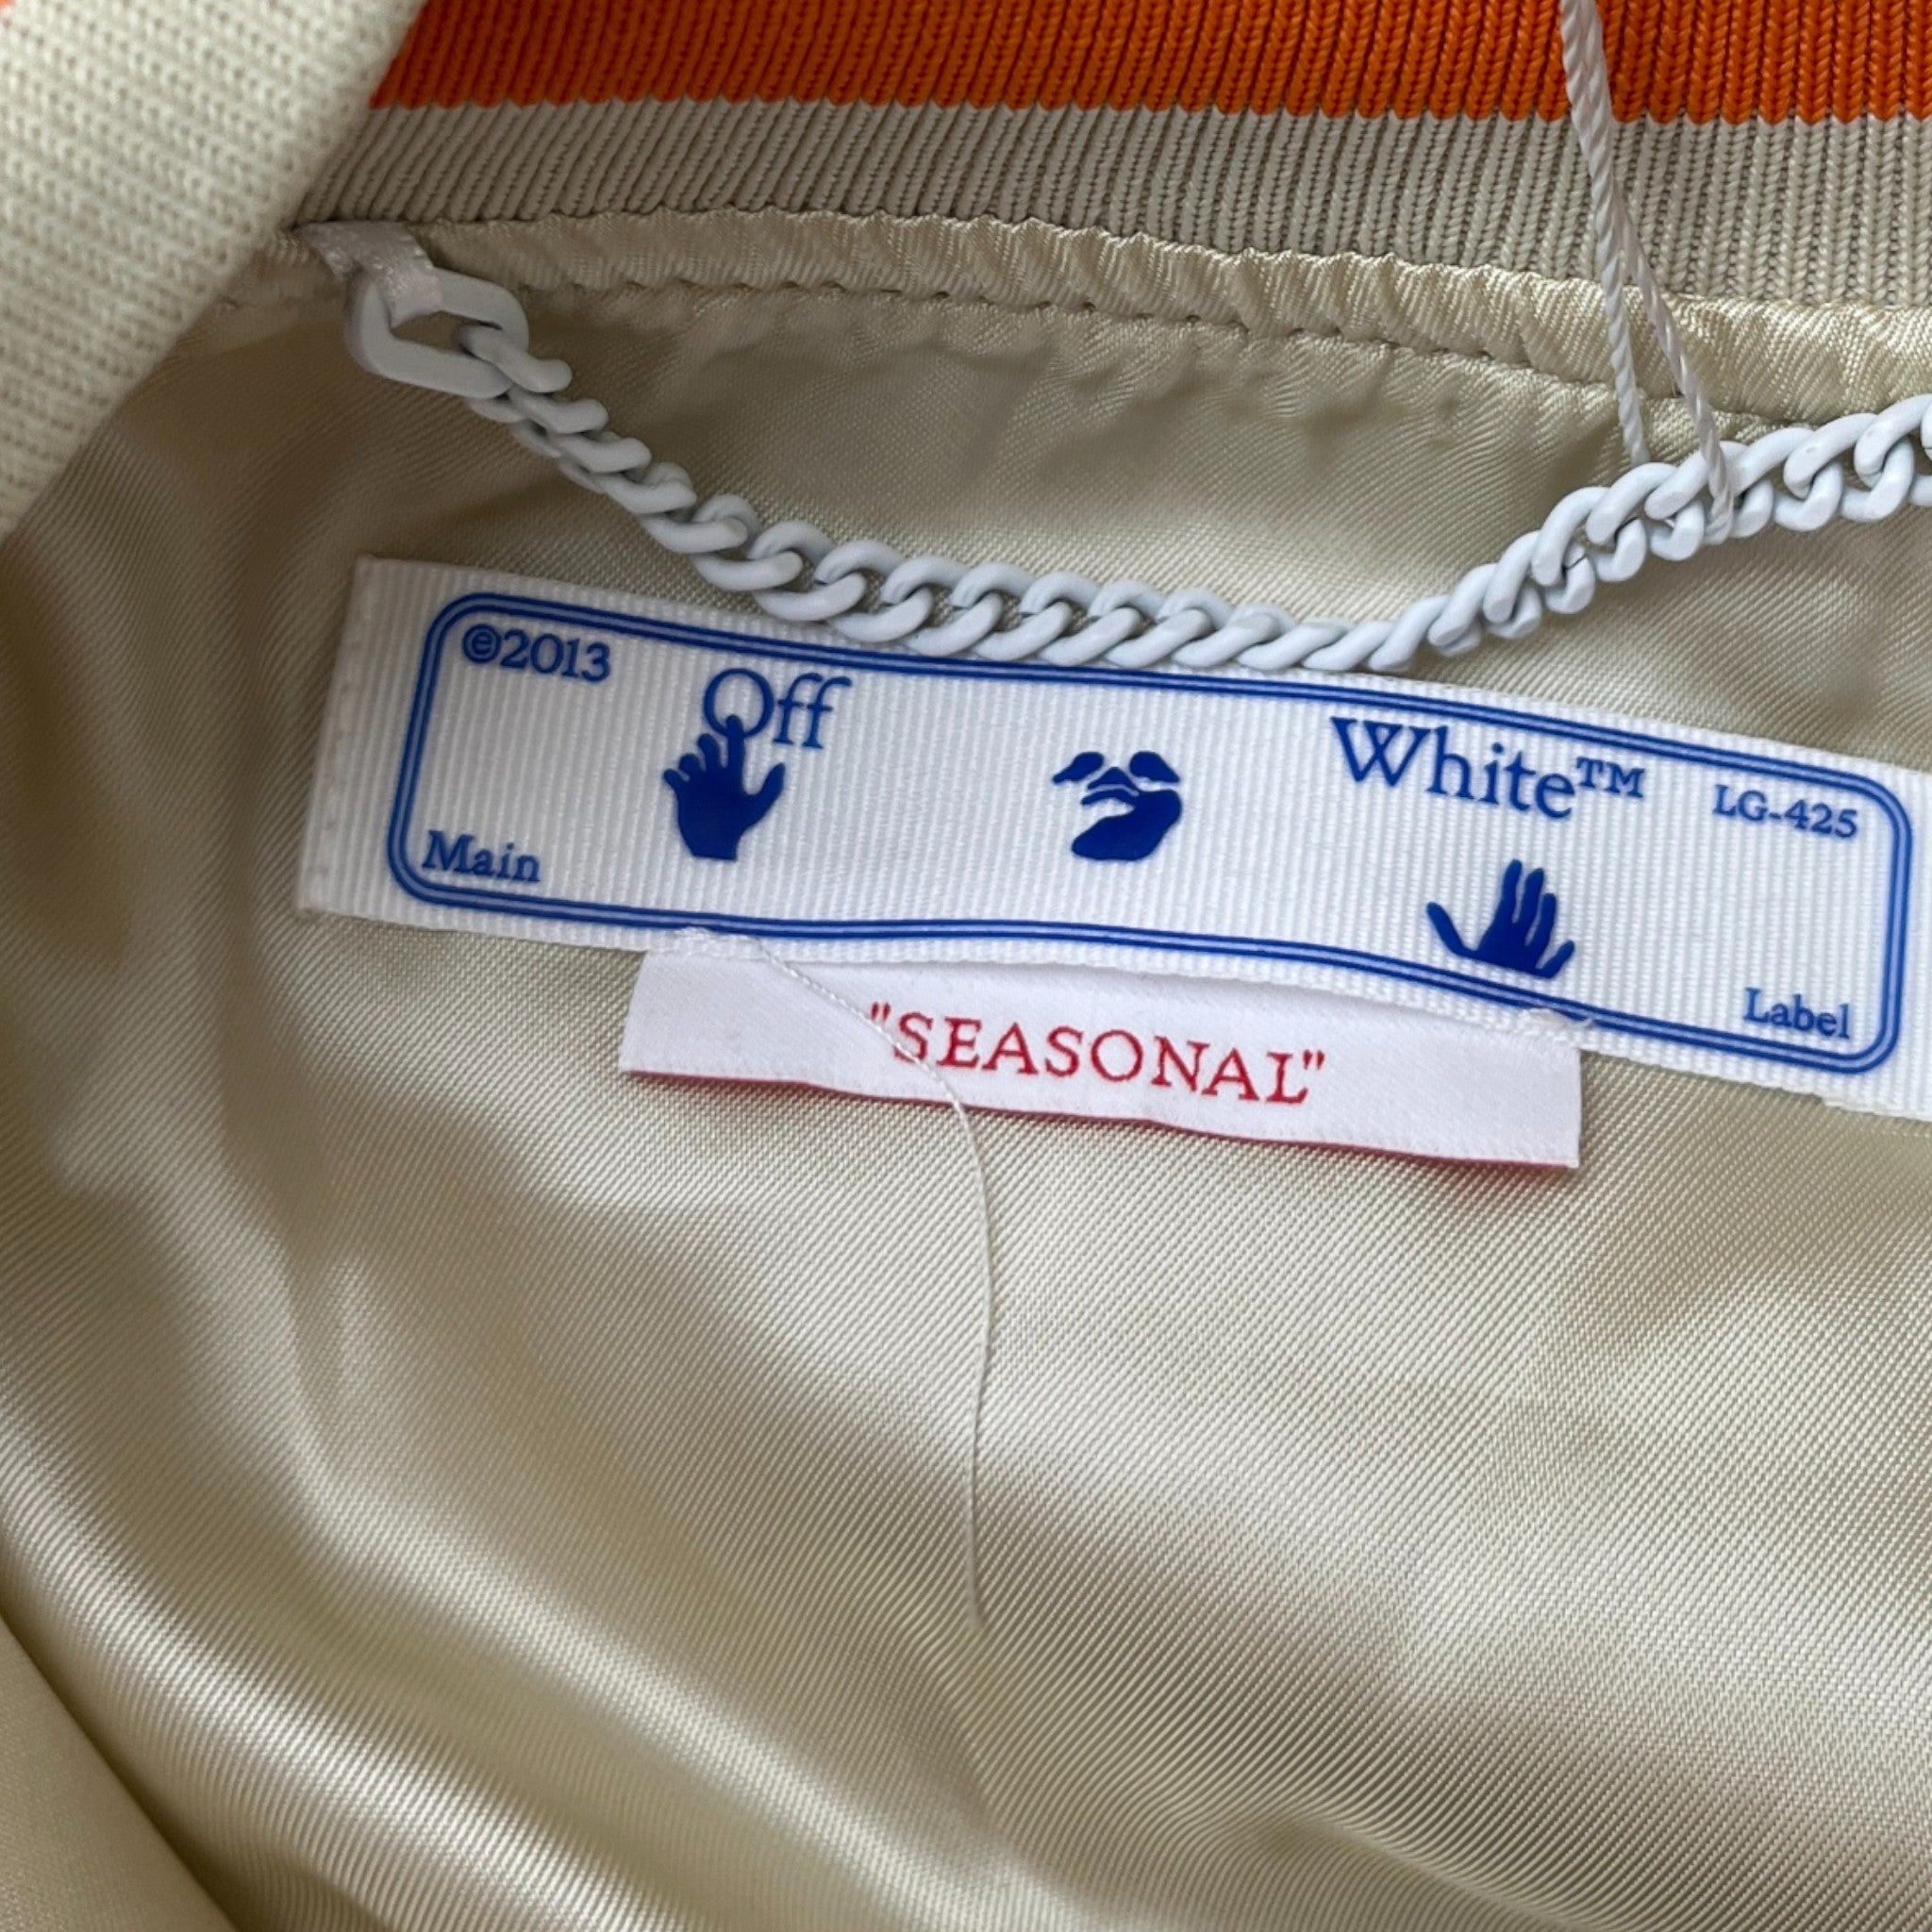 ©2013
Off White™ LG-425
Main
Label
"SEASONAL"